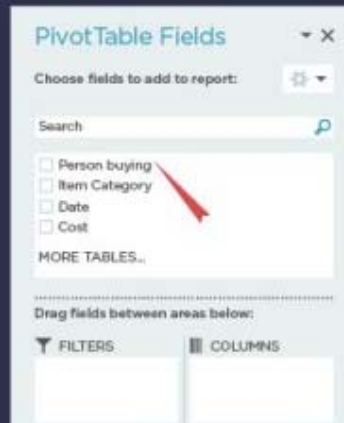 PivotTable Fields
Choose fields to add to report:
Search
Person buying
Item Category
Date
Cost
MORE TABLES...
Drag fields between areas below:
FILTERS
COLUMNS